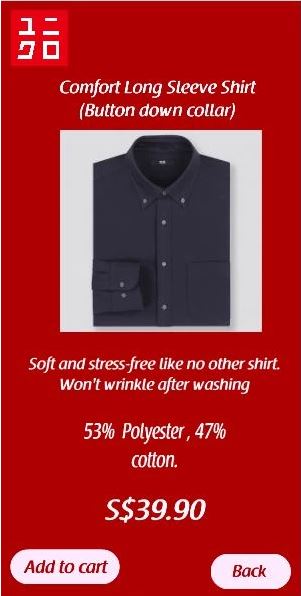 ユニ
クロ
Comfort Long Sleeve Shirt
(Button down collar)
Soft and stress-free like no other shirt.
Won't wrinkle after washing
53% Polyester, 47%
cotton.
S$39.90
Add to cart
Back